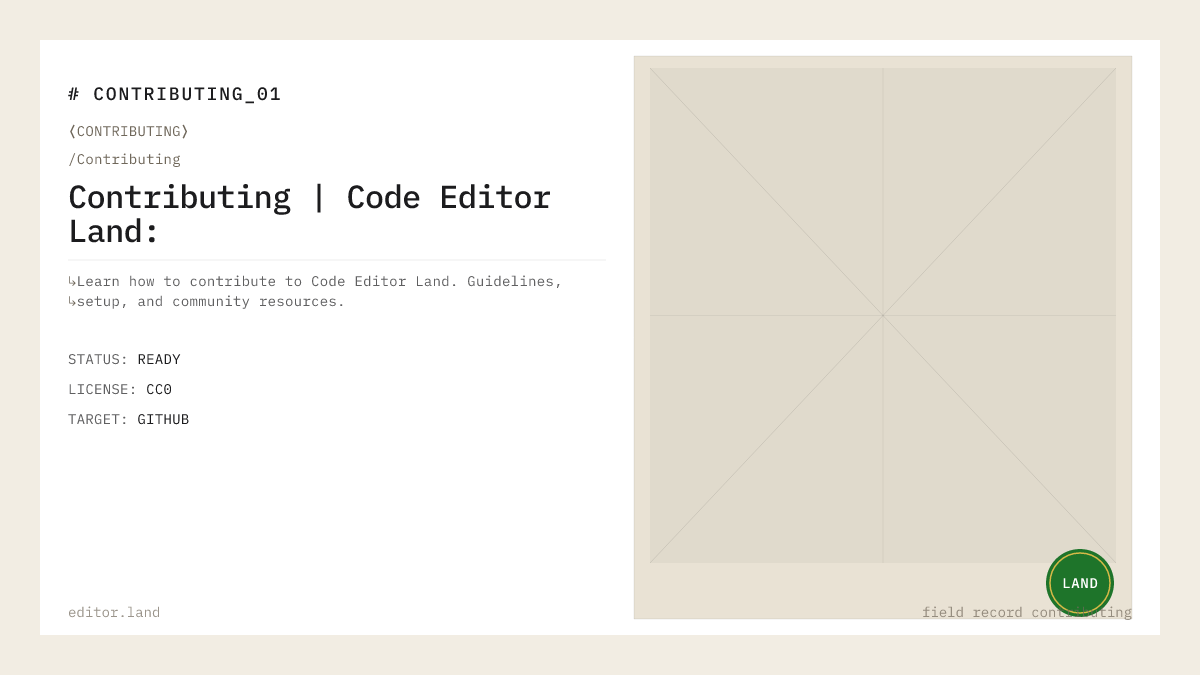 # CONTRIBUTING_01
⟨CONTRIBUTING⟩
/Contributing
Contributing | Code Editor
Land:
↳Learn how to contribute to Code Editor Land. Guidelines,
↳setup, and community resources.
STATUS: READY
LICENSE: CC0
TARGET: GITHUB
LAND
editor.land
field record contributing